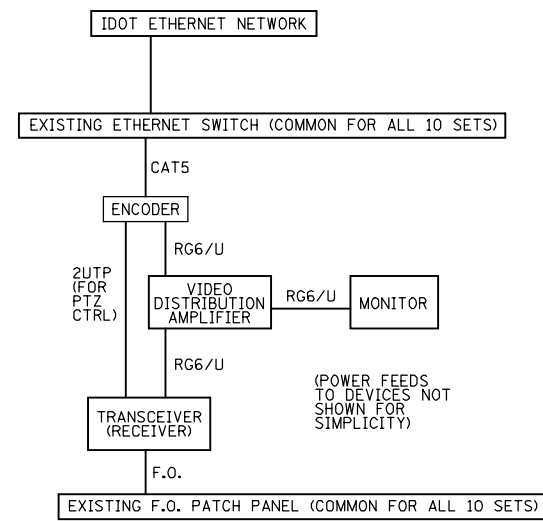 IDOT ETHERNET NETWORK
EXISTING ETHERNET SWITCH (COMMON FOR ALL 10 SETS)
CAT5
ENCODER
RG6/U
2UTP
(FOR
PTZ
CTRL)
VIDEO
DISTRIBUTION
AMPLIFIER
RG6/U
MONITOR
RG6/U
(POWER FEEDS
TO DEVICES NOT
SHOWN FOR
SIMPLICITY)
TRANSCEIVER
(RECEIVER)
F.O.
EXISTING F.O. PATCH PANEL (COMMON FOR ALL 10 SETS)